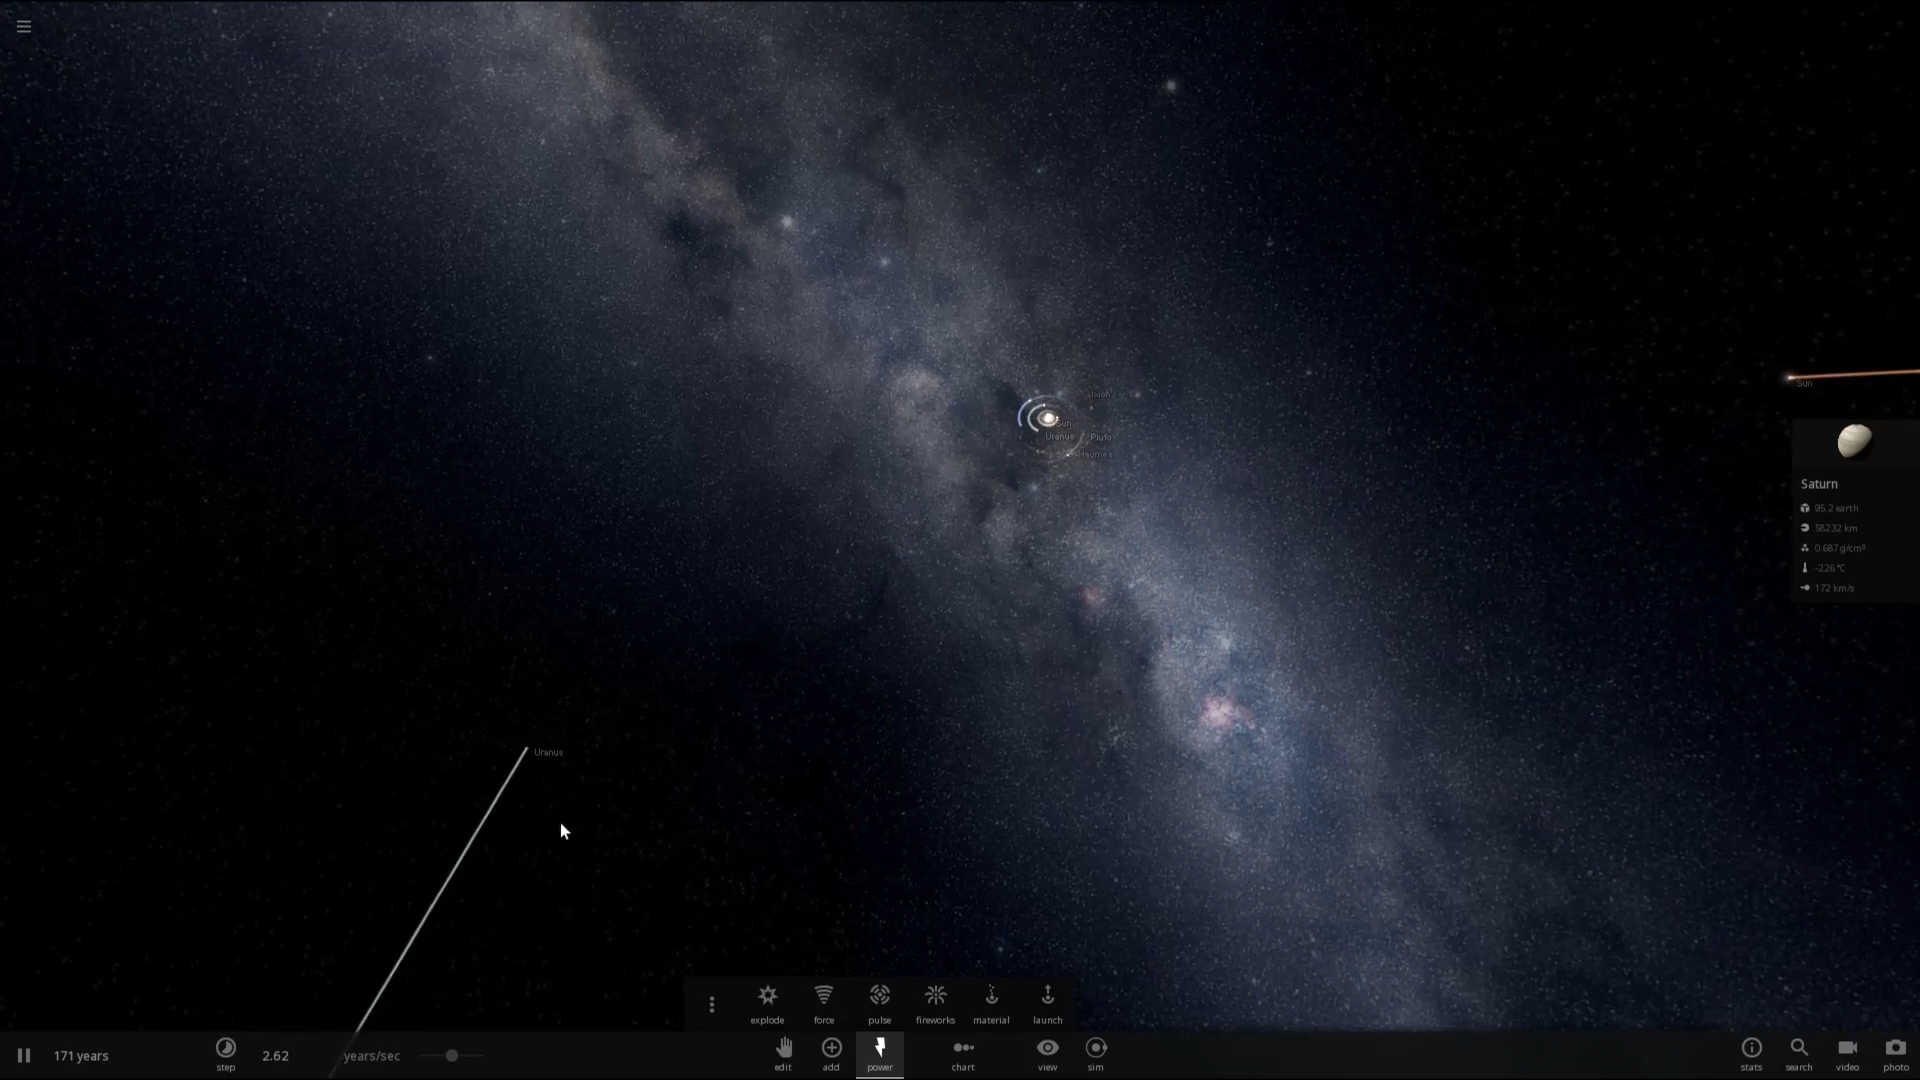 Sun
Sun
Uranus
Pluto
Haumea
Saturn
95.2 earth
58232 km
0.687 g/cm³
-226 °C
172 km/s
Uranus
explode
force
pulse
fireworks
material
launch
171 years
step
2.62
years/sec
edit
add
power
chart
view
sim
stats
search
video
photo